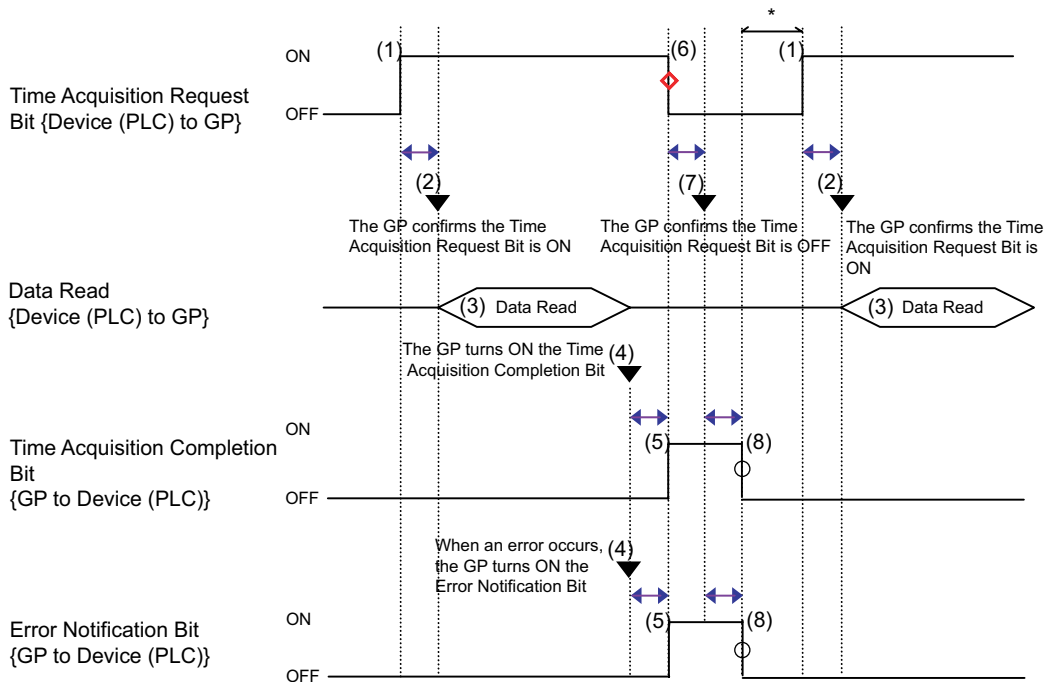 *
ON
(1)
(6)
(1)
Time Acquisition Request
Bit {Device (PLC) to GP}
OFF
(2)
(7)
(2)
The GP confirms the Time
Acquisition Request Bit is ON
The GP confirms the Time
Acquisition Request Bit is OFF
The GP confirms the Time
Acquisition Request Bit is
ON
Data Read
{Device (PLC) to GP}
(3) Data Read
(3) Data Read
The GP turns ON the Time
Acquisition Completion Bit
(4)
ON
(5)
(8)
Time Acquisition Completion
Bit
{GP to Device (PLC)}
OFF
When an error occurs,
the GP turns ON the
Error Notification Bit
(4)
ON
(5)
(8)
Error Notification Bit
{GP to Device (PLC)}
OFF